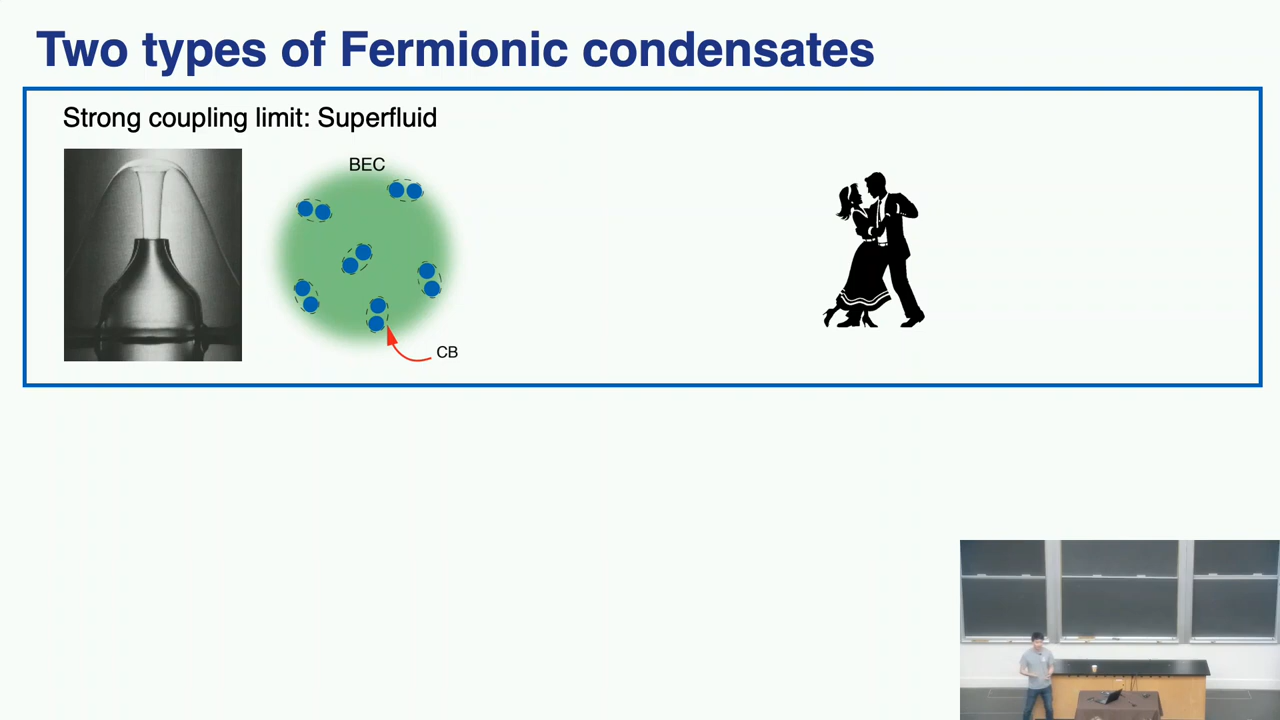 Two types of Fermionic condensates
Strong coupling limit: Superfluid
BEC
CB